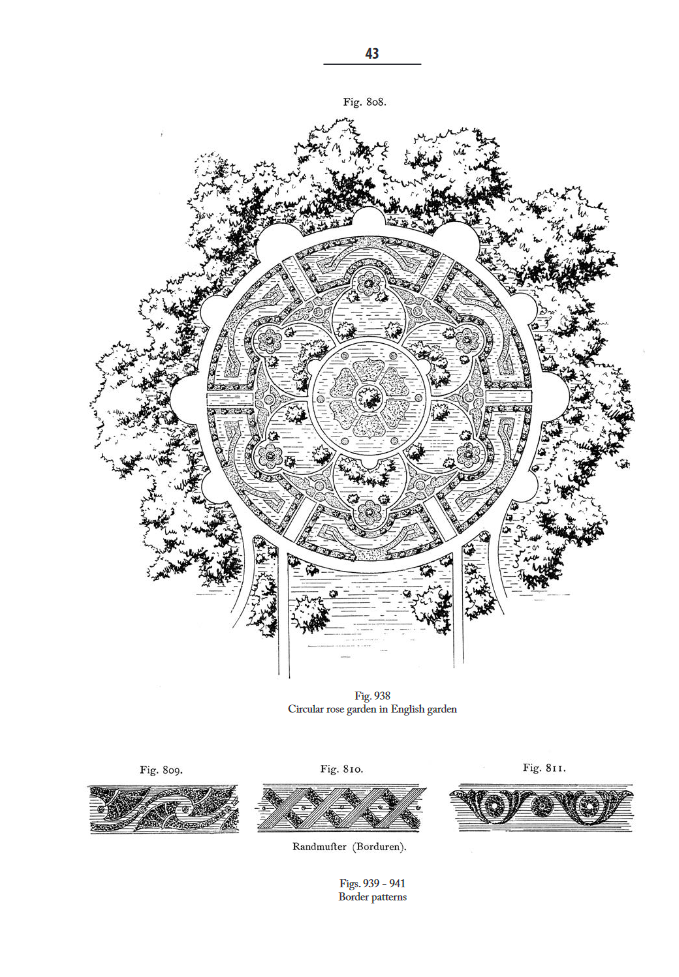 43
Fig. 808.
Fig. 938
Circular rose garden in English garden
Fig. 809.
Fig. 810.
Fig. 811.
Randmuſter (Borduren).
Figs. 939 – 941
Border patterns